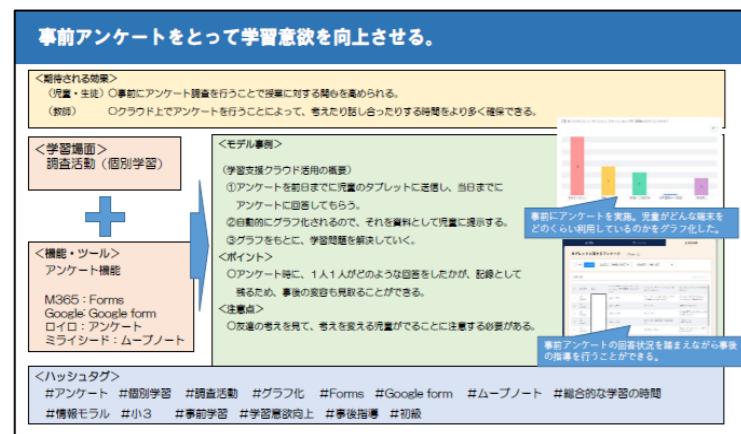 事前アンケートをとって学習意欲を向上させる。
＜期待される効果＞
（児童・生徒）○事前にアンケート調査を行うことで授業に対する関心を高められる。
（教師）　○クラウド上でアンケートを行うことによって、考えたり話し合ったりする時間をより多く確保できる。
＜学習場面＞
調査活動（個別学習）
＜機能・ツール＞
アンケート機能
M365：Forms
Google: Google form
ロイロ：アンケート
ミライシード：ムーブノート
＜モデル事例＞
（学習支援クラウド活用の概要）
①アンケートを前日までに児童のタブレットに送信し、当日までに
アンケートに回答してもらう。
②自動的にグラフ化されるので、それを資料として児童に提示する。
③グラフをもとに、学習問題を解決していく。
＜ポイント＞
○アンケート時に、1人1人がどのような回答をしたかが、記録として
残るため、事後の変容も見取ることができる。
＜注意点＞
○友達の考えを見て、考えを変える児童がでることに注意する必要がある。
事前にアンケートを実施。児童がどんな端末を
どのくらい利用しているのかをグラフ化した。
事前アンケートの回答状況を踏まえながら事後
の指導を行うことができる。
＜ハッシュタグ＞
#アンケート　#個別学習　#調査活動　#グラフ化　#Forms　#Google form　#ムーブノート　#総合的な学習の時間
#情報モラル　#小3　#事前学習　#学習意欲向上　#事後指導　#初級